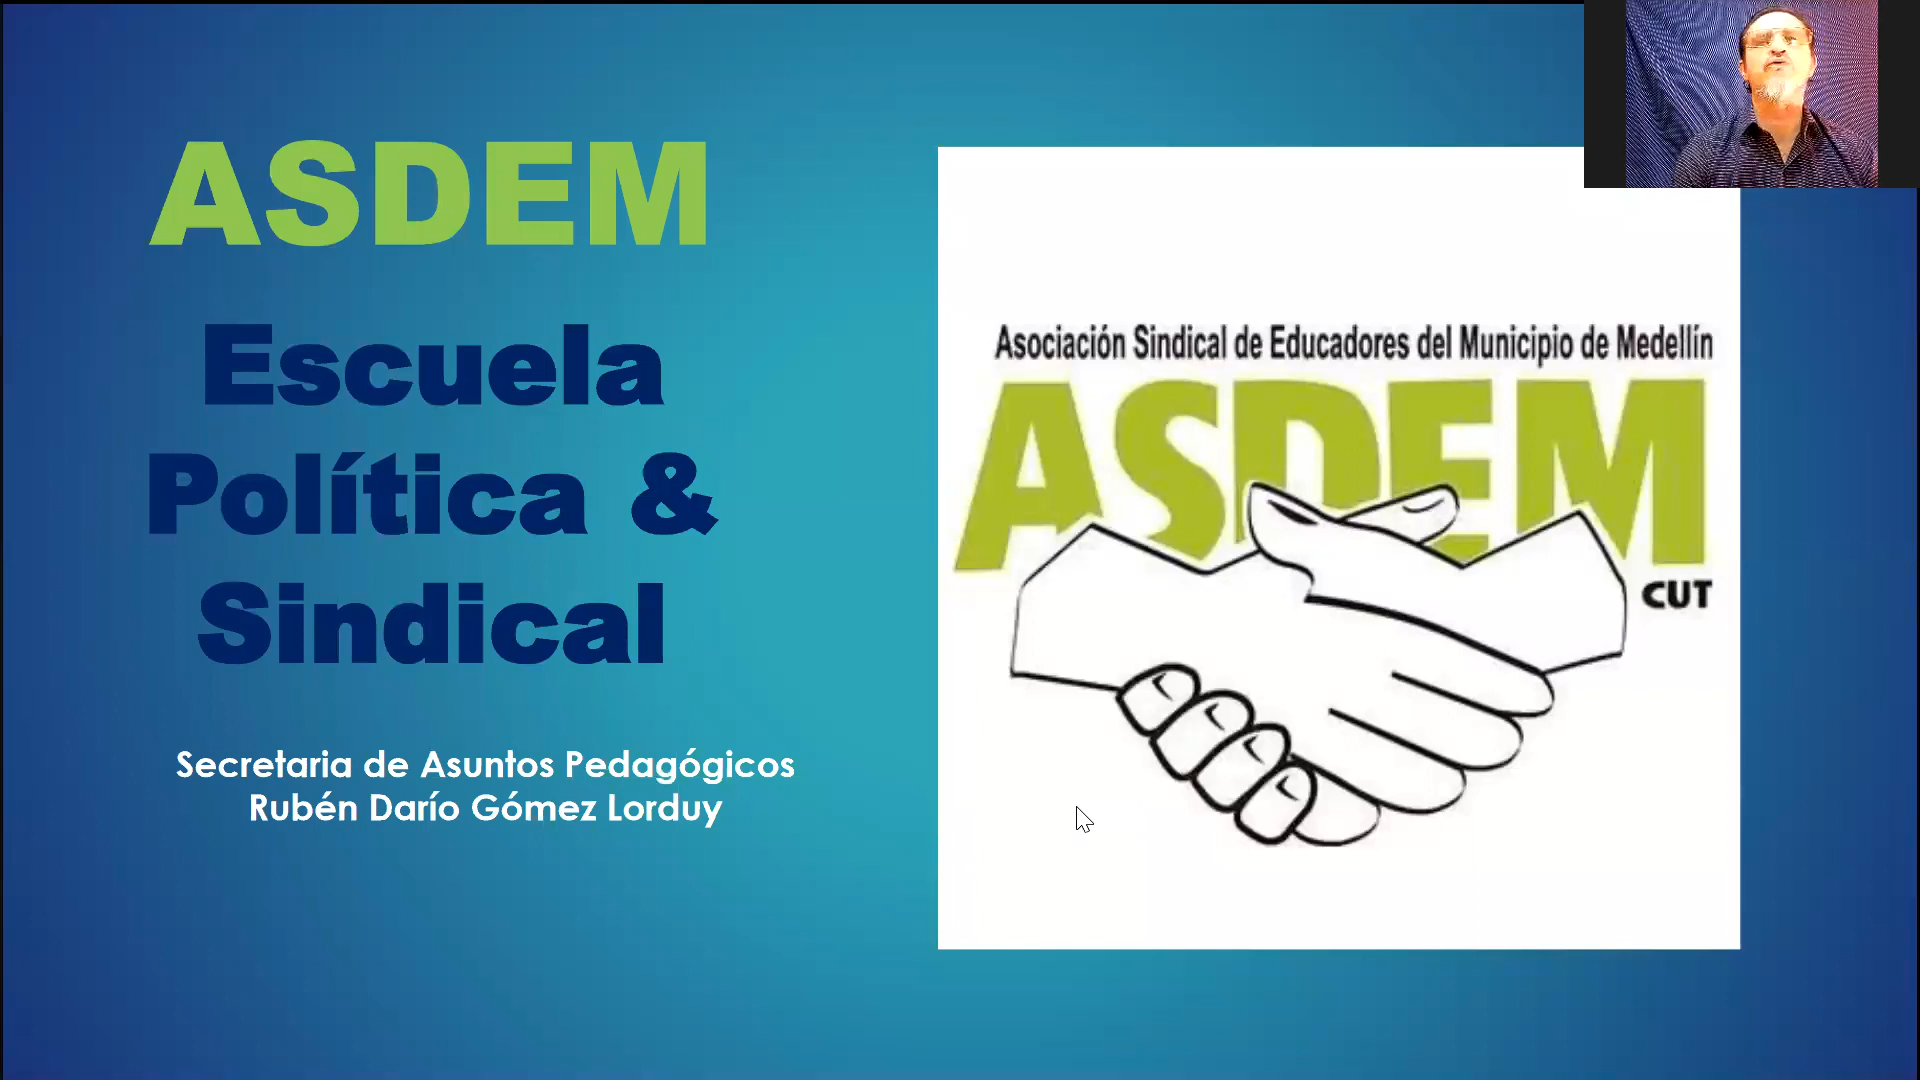 ASDEM
Escuela
Política &
Sindical
Secretaria de Asuntos Pedagógicos
Rubén Darío Gómez Lorduy
Asociación Sindical de Educadores del Municipio de Medellín
ASDEM
CUT